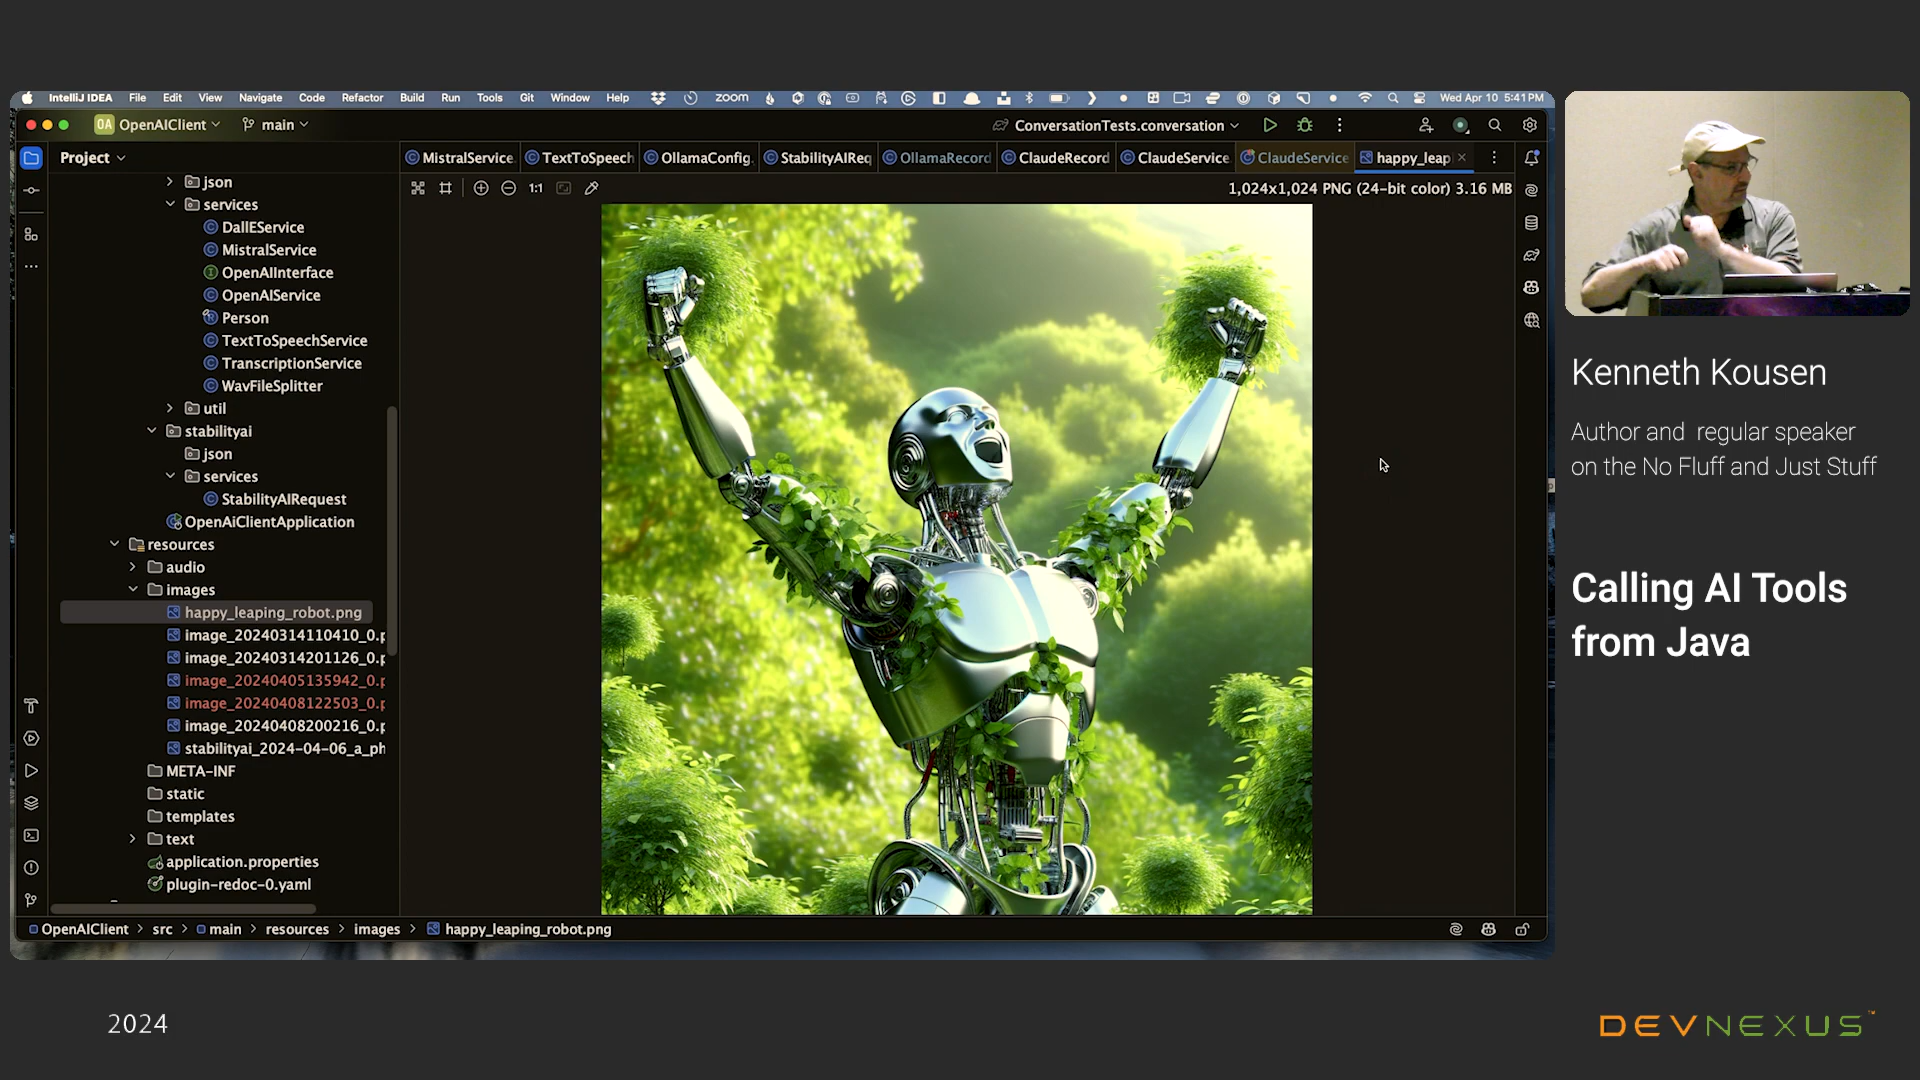 IntelliJ IDEA File Edit View Navigate Code Refactor Build Run Tools Git Window Help zoom Wed Apr 10 5:41 PM
OA OpenAIClient main ConversationTests.conversation
Project
MistralService. TextToSpeech OllamaConfig. StabilityAIReq OllamaRecord ClaudeRecord ClaudeService ClaudeService happy_leap
1:1 1,024x1,024 PNG (24-bit color) 3.16 MB
json
services
DallEService
MistralService
OpenAIInterface
OpenAIService
Person
TextToSpeechService
TranscriptionService
WavFileSplitter
util
stabilityai
json
services
StabilityAIRequest
OpenAiClientApplication
resources
audio
images
happy_leaping_robot.png
image_20240314110410_0.p
image_20240314201126_0.p
image_20240405135942_0.p
image_20240408122503_0.p
image_20240408200216_0.p
stabilityai_2024-04-06_a_ph
META-INF
static
templates
text
application.properties
plugin-redoc-0.yaml
OpenAIClient > src > main > resources > images > happy_leaping_robot.png
Kenneth Kousen
Author and regular speaker
on the No Fluff and Just Stuff
Calling AI Tools
from Java
2024
DEVNEXUS™